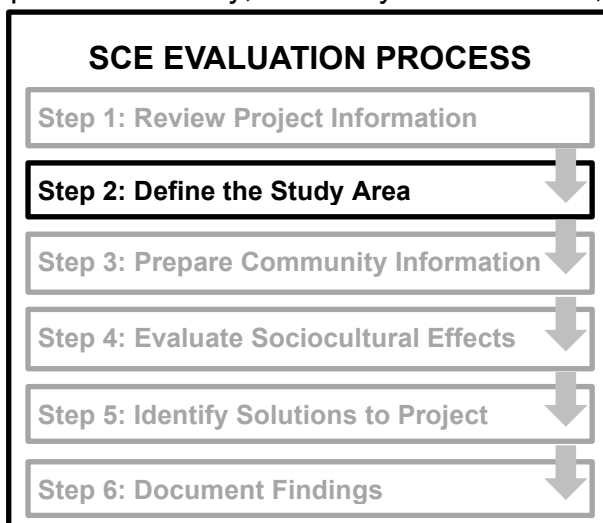 SCE EVALUATION PROCESS
Step 1: Review Project Information
Step 2: Define the Study Area
Step 3: Prepare Community Information
Step 4: Evaluate Sociocultural Effects
Step 5: Identify Solutions to Project
Step 6: Document Findings